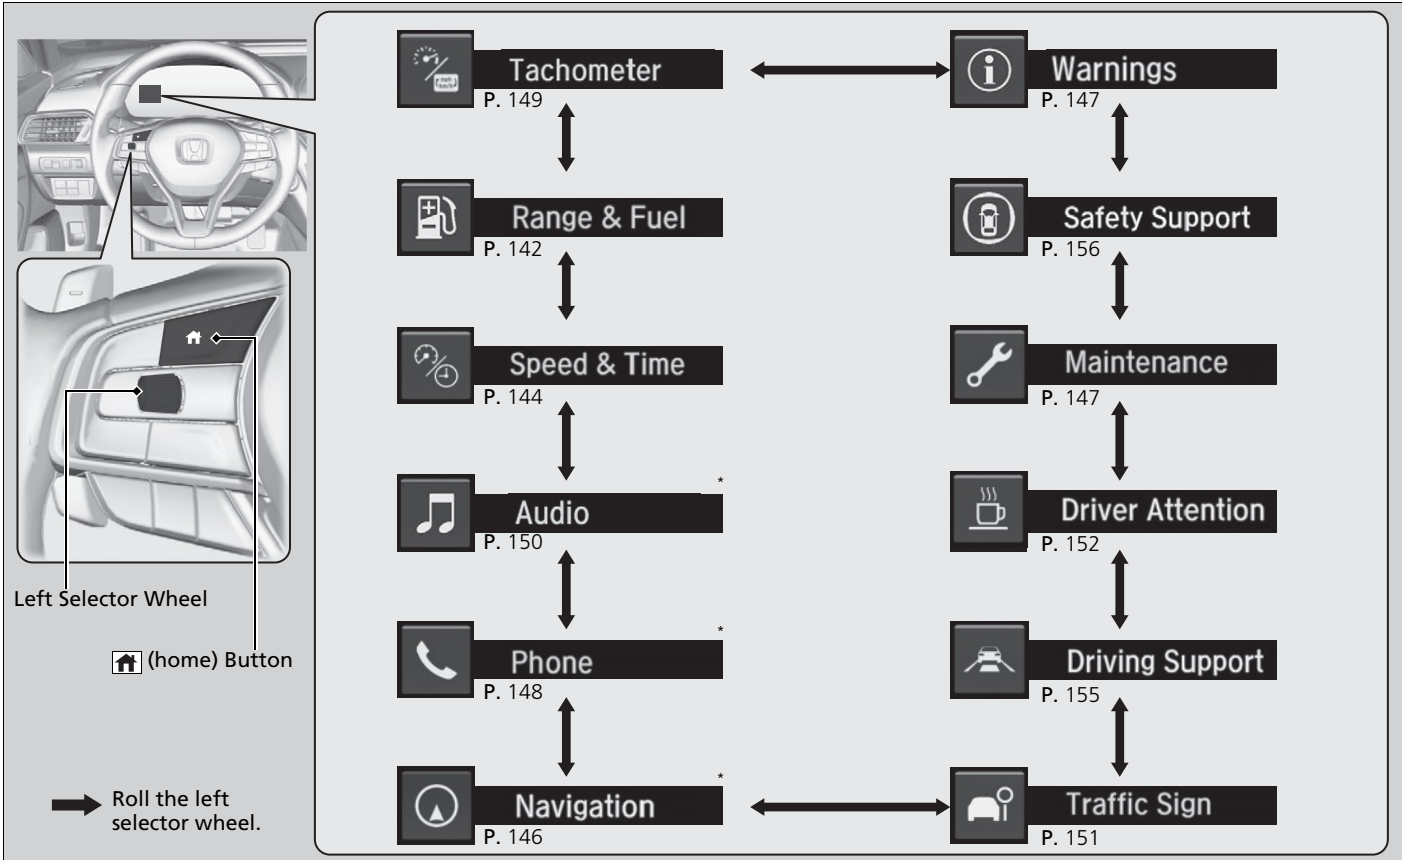 Tachometer
P. 149
Range & Fuel
P. 142
Speed & Time
P. 144
*
Audio
P. 150
*
Phone
P. 148
*
Navigation
P. 146
Warnings
P. 147
Safety Support
P. 156
Maintenance
P. 147
Driver Attention
P. 152
Driving Support
P. 155
Traffic Sign
P. 151
Left Selector Wheel
(home) Button
Roll the left
selector wheel.